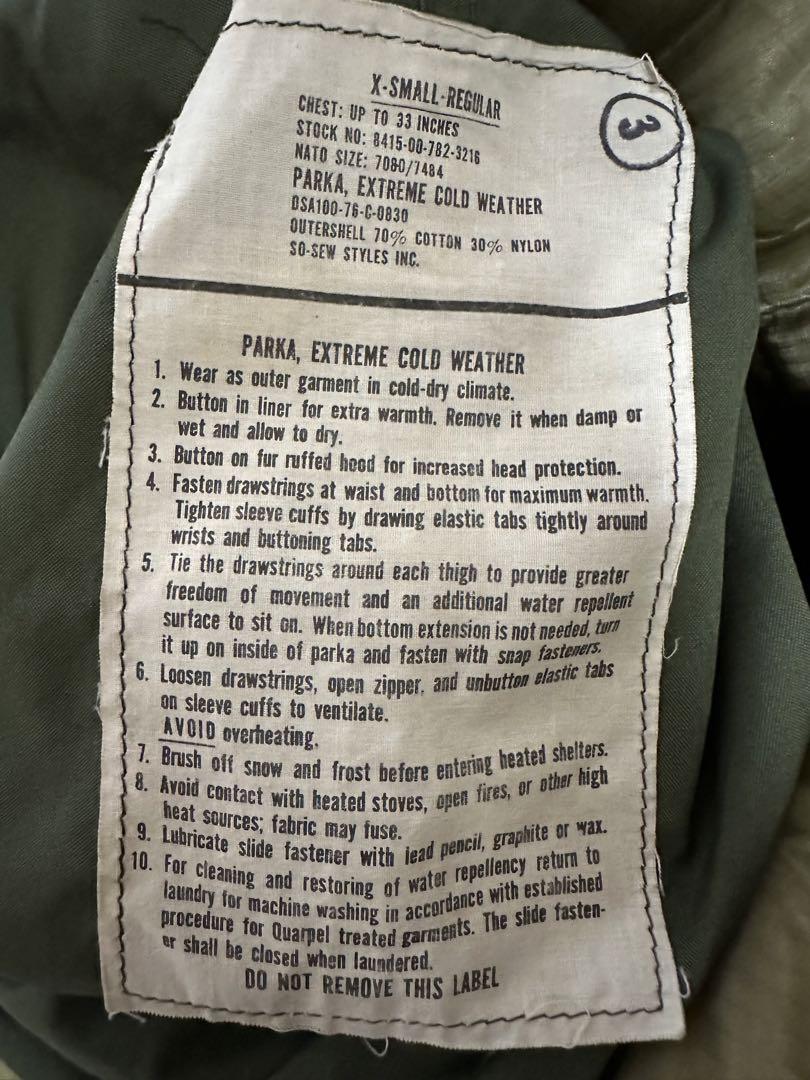 X-SMALL-REGULAR
CHEST: UP TO 33 INCHES
STOCK NO: 8415-00-782-3216
NATO SIZE: 7080/7484
PARKA, EXTREME COLD WEATHER
DSA100-76-C-0830
OUTERSHELL 70% COTTON 30% NYLON
SO-SEW STYLES INC.
3
PARKA, EXTREME COLD WEATHER
1. Wear as outer garment in cold-dry climate.
2. Button in liner for extra warmth. Remove it when damp or
wet and allow to dry.
3. Button on fur ruffed hood for increased head protection.
4. Fasten drawstrings at waist and bottom for maximum warmth.
Tighten sleeve cuffs by drawing elastic tabs tightly around
wrists and buttoning tabs.
5. Tie the drawstrings around each thigh to provide greater
freedom of movement and an additional water repellent
surface to sit on. When bottom extension is not needed, turn
it up on inside of parka and fasten with snap fasteners.
6. Loosen drawstrings, open zipper, and unbutton elastic tabs
on sleeve cuffs to ventilate.
AVOID overheating.
7. Brush off snow and frost before entering heated shelters.
8. Avoid contact with heated stoves, open fires, or other high
heat sources; fabric may fuse.
9. Lubricate slide fastener with lead pencil, graphite or wax.
10. For cleaning and restoring of water repellency return to
laundry for machine washing in accordance with established
procedure for Quarpel treated garments. The slide fasten-
er shall be closed when laundered.
DO NOT REMOVE THIS LABEL